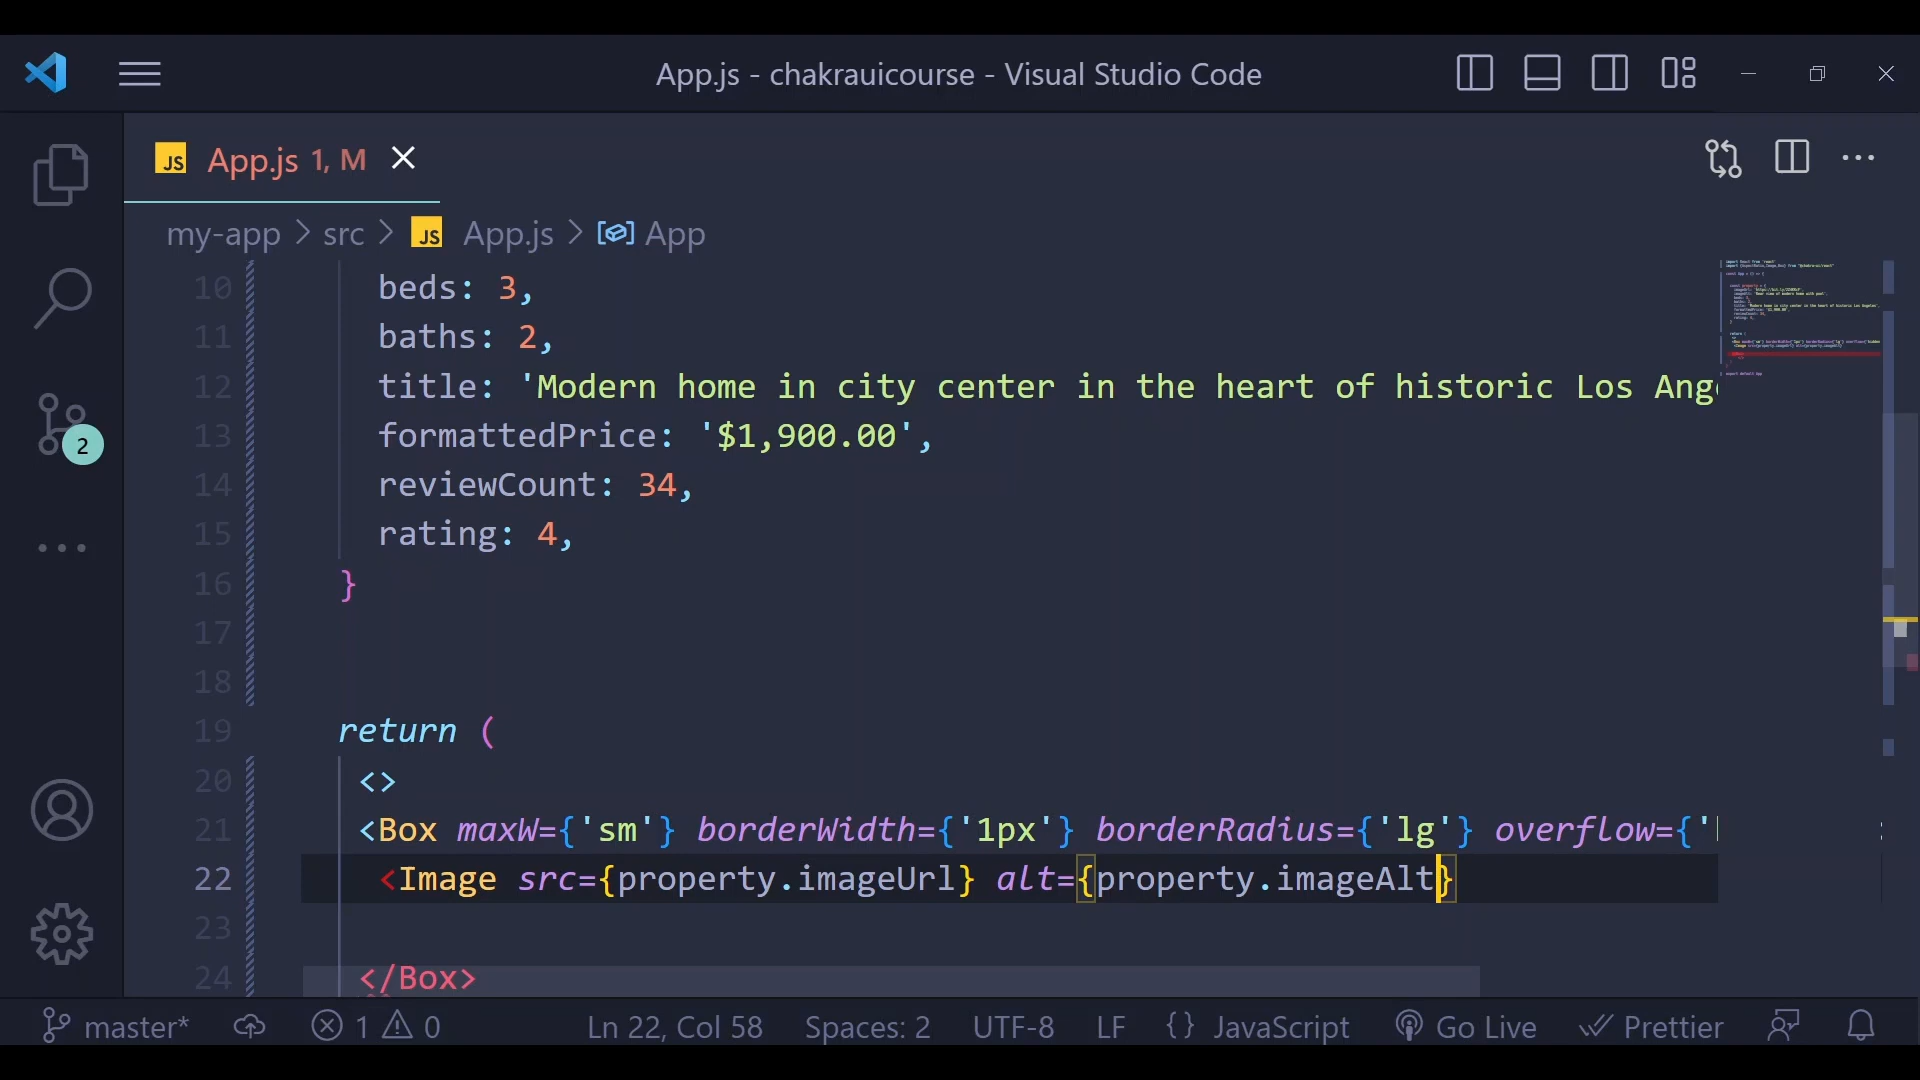 App.js - chakrauicourse - Visual Studio Code
JS App.js 1, M
my-app > src > JS App.js > App
10 beds: 3,
11 baths: 2,
12 title: 'Modern home in city center in the heart of historic Los Ang
13 formattedPrice: '$1,900.00',
14 reviewCount: 34,
15 rating: 4,
16 }
17
18
19 return (
20 <>
21 <Box maxW={'sm'} borderWidth={'1px'} borderRadius={'lg'} overflow={'
22 <Image src={property.imageUrl} alt={property.imageAlt}
23
24 </Box>
2
master* 1 0 Ln 22, Col 58 Spaces: 2 UTF-8 LF {} JavaScript Go Live Prettier